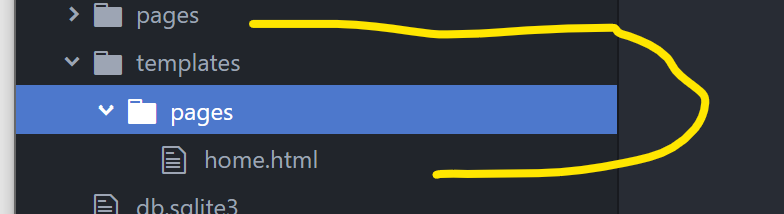 pages
templates
pages
home.html
db.sqlite3